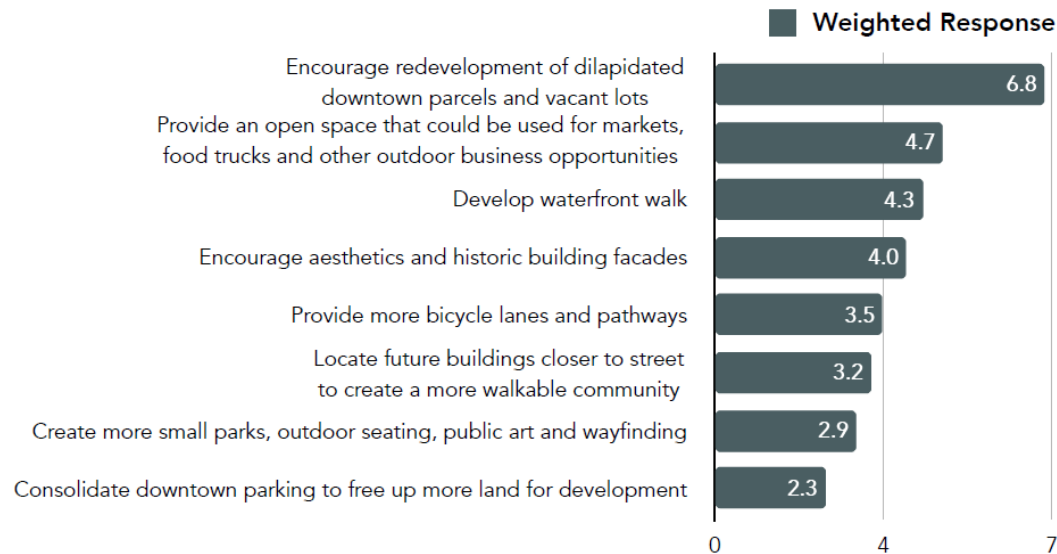 Weighted Response
Encourage redevelopment of dilapidated
downtown parcels and vacant lots
6.8
Provide an open space that could be used for markets,
food trucks and other outdoor business opportunities
4.7
Develop waterfront walk
4.3
Encourage aesthetics and historic building facades
4.0
Provide more bicycle lanes and pathways
3.5
Locate future buildings closer to street
to create a more walkable community
3.2
Create more small parks, outdoor seating, public art and wayfinding
2.9
Consolidate downtown parking to free up more land for development
2.3
0 4 7